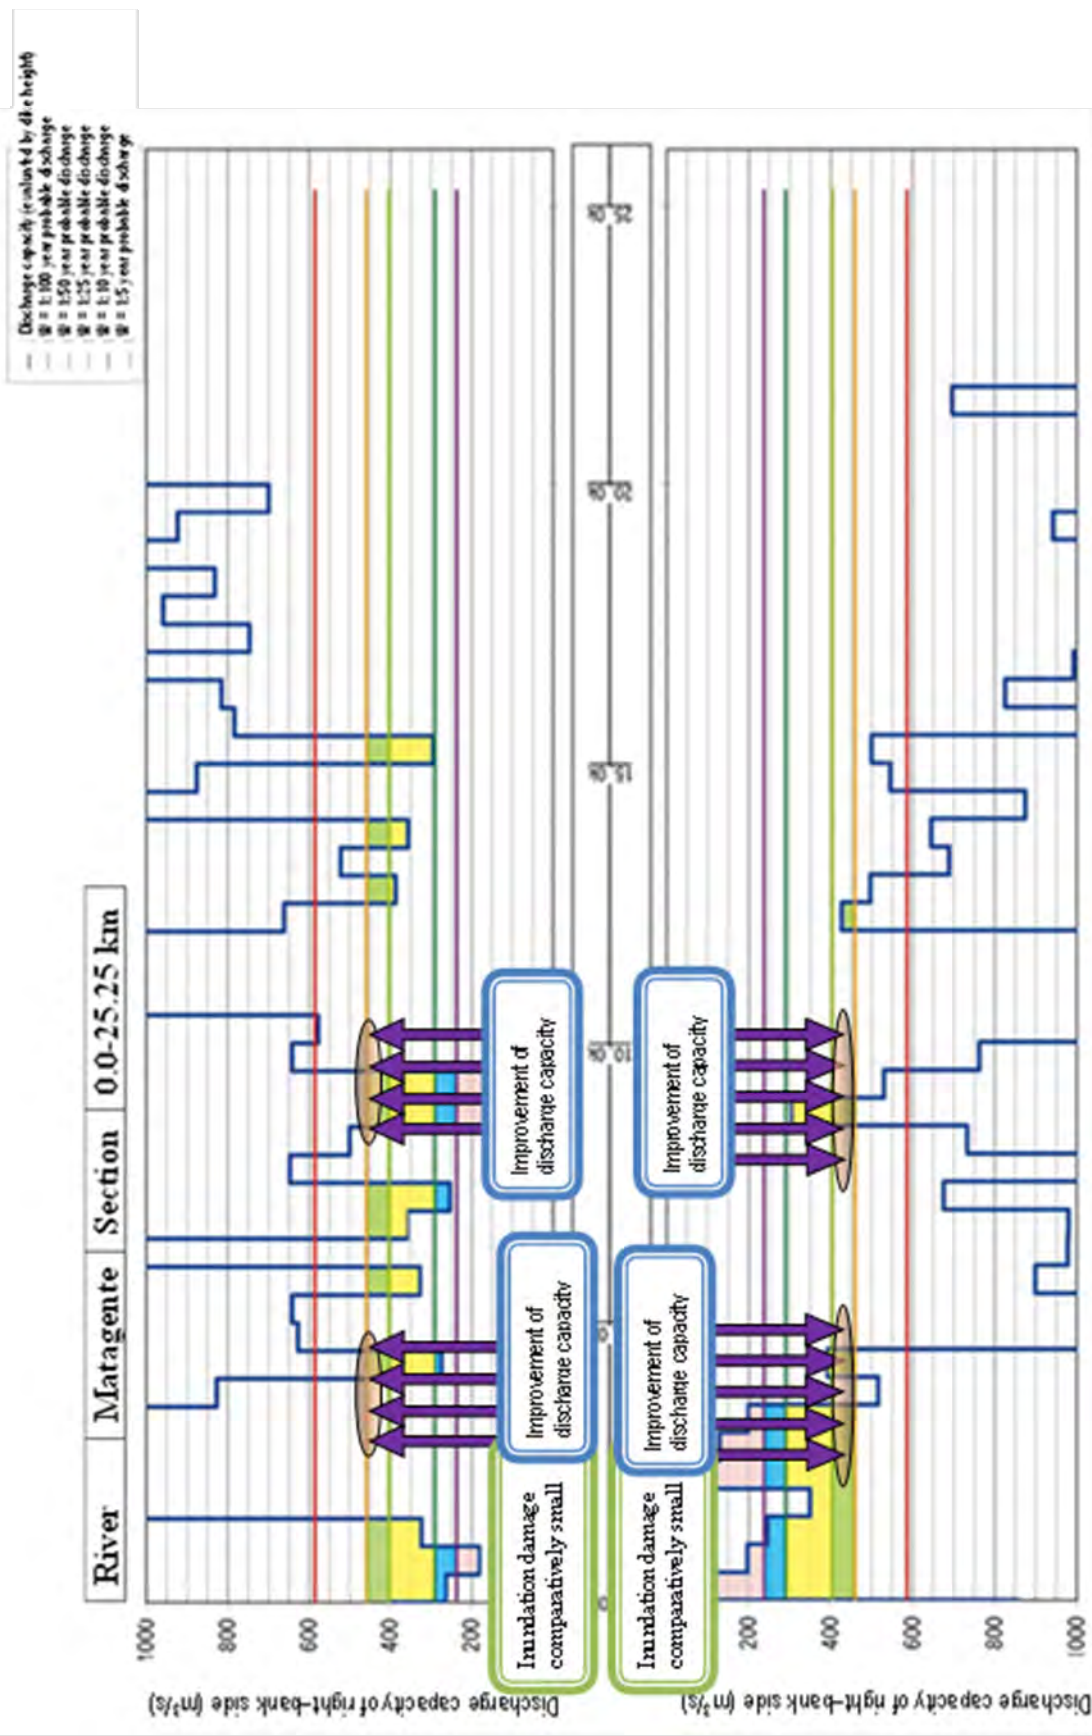 Discharge capacity (evaluated by dike height)
W = 1:100 year probable discharge
W = 1:50 year probable discharge
W = 1:25 year probable discharge
W = 1:10 year probable discharge
W = 1:5 year probable discharge
River
Matagente
Section
0.0-25.25 km
Discharge capacity of right-bank side (m³/s)
1000
800
600
400
200
Improvement of
discharge capacity
Improvement of
discharge capacity
Inundation damage
comparatively small
0
10.0k
15.0k
20.0k
25.0k
Improvement of
discharge capacity
Improvement of
discharge capacity
Inundation damage
comparatively small
Discharge capacity of right-bank side (m³/s)
200
400
600
800
1000